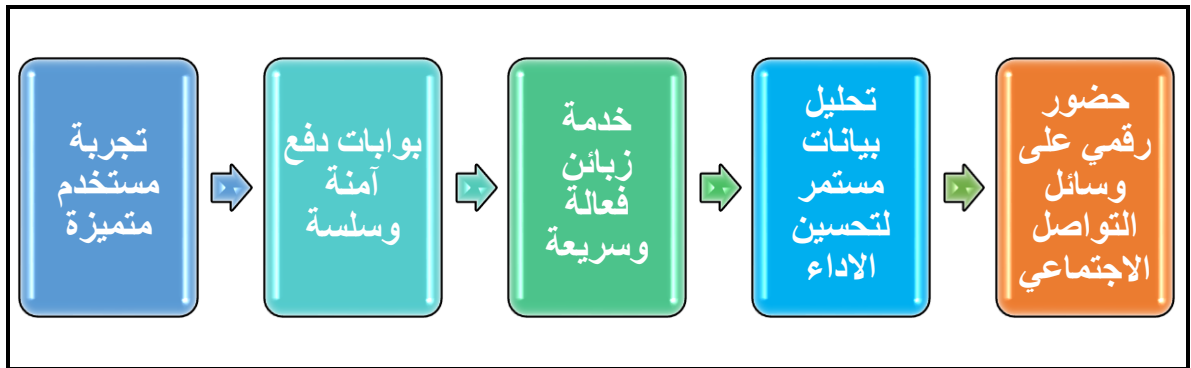 تجربة
مستخدم
متميزة
بوابات دفع
آمنة
وسلسة
خدمة
زبائن
فعالة
وسريعة
تحليل
بيانات
مستمر
لتحسين
الاداء
حضور
رقمي على
وسائل
التواصل
الاجتماعي